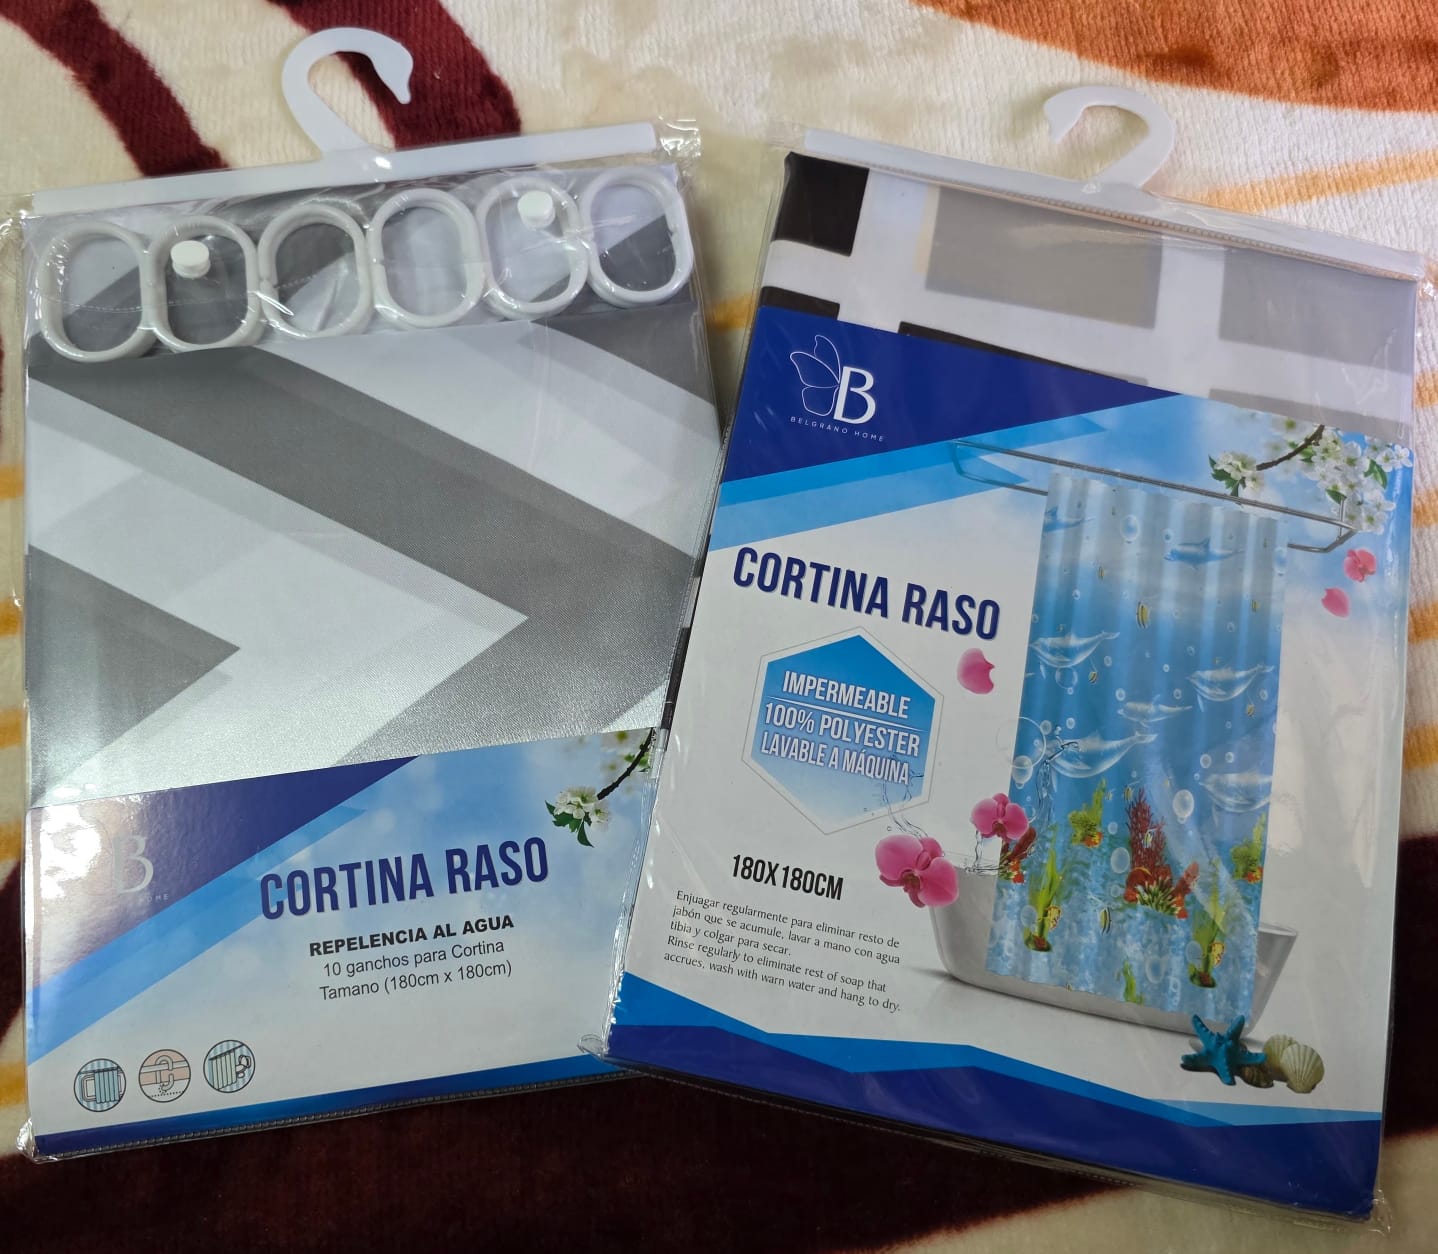 B
HOME
CORTINA RASO
REPELENCIA AL AGUA
10 ganchos para Cortina
Tamano (180cm x 180cm)
B
BELGRANO HOME
CORTINA RASO
IMPERMEABLE
100% POLYESTER
LAVABLE A MÁQUINA
180X180CM
Enjuagar regularmente para eliminar resto de
jabón que se acumule, lavar a mano con agua
tibia y colgar para secar.
Rinse regularly to eliminate rest of soap that
accrues, wash with warm water and hang to dry.